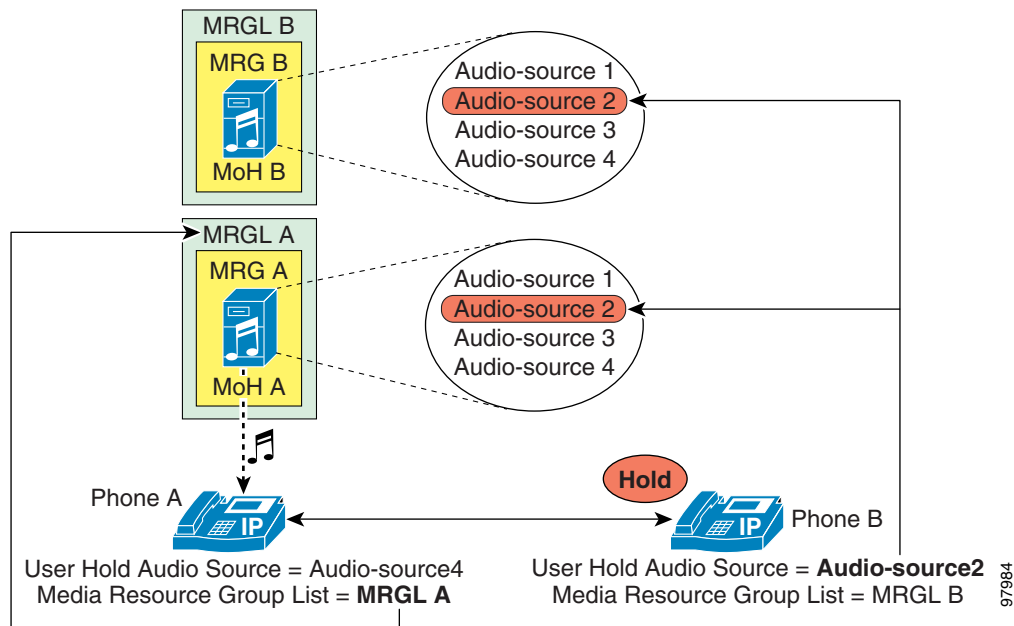 MRGL B
MRG B
MoH B
Audio-source 1
Audio-source 2
Audio-source 3
Audio-source 4
MRGL A
MRG A
MoH A
Audio-source 1
Audio-source 2
Audio-source 3
Audio-source 4
Hold
Phone A
IP
IP
Phone B
User Hold Audio Source = Audio-source4
Media Resource Group List = MRGL A
User Hold Audio Source = Audio-source2
Media Resource Group List = MRGL B
97984